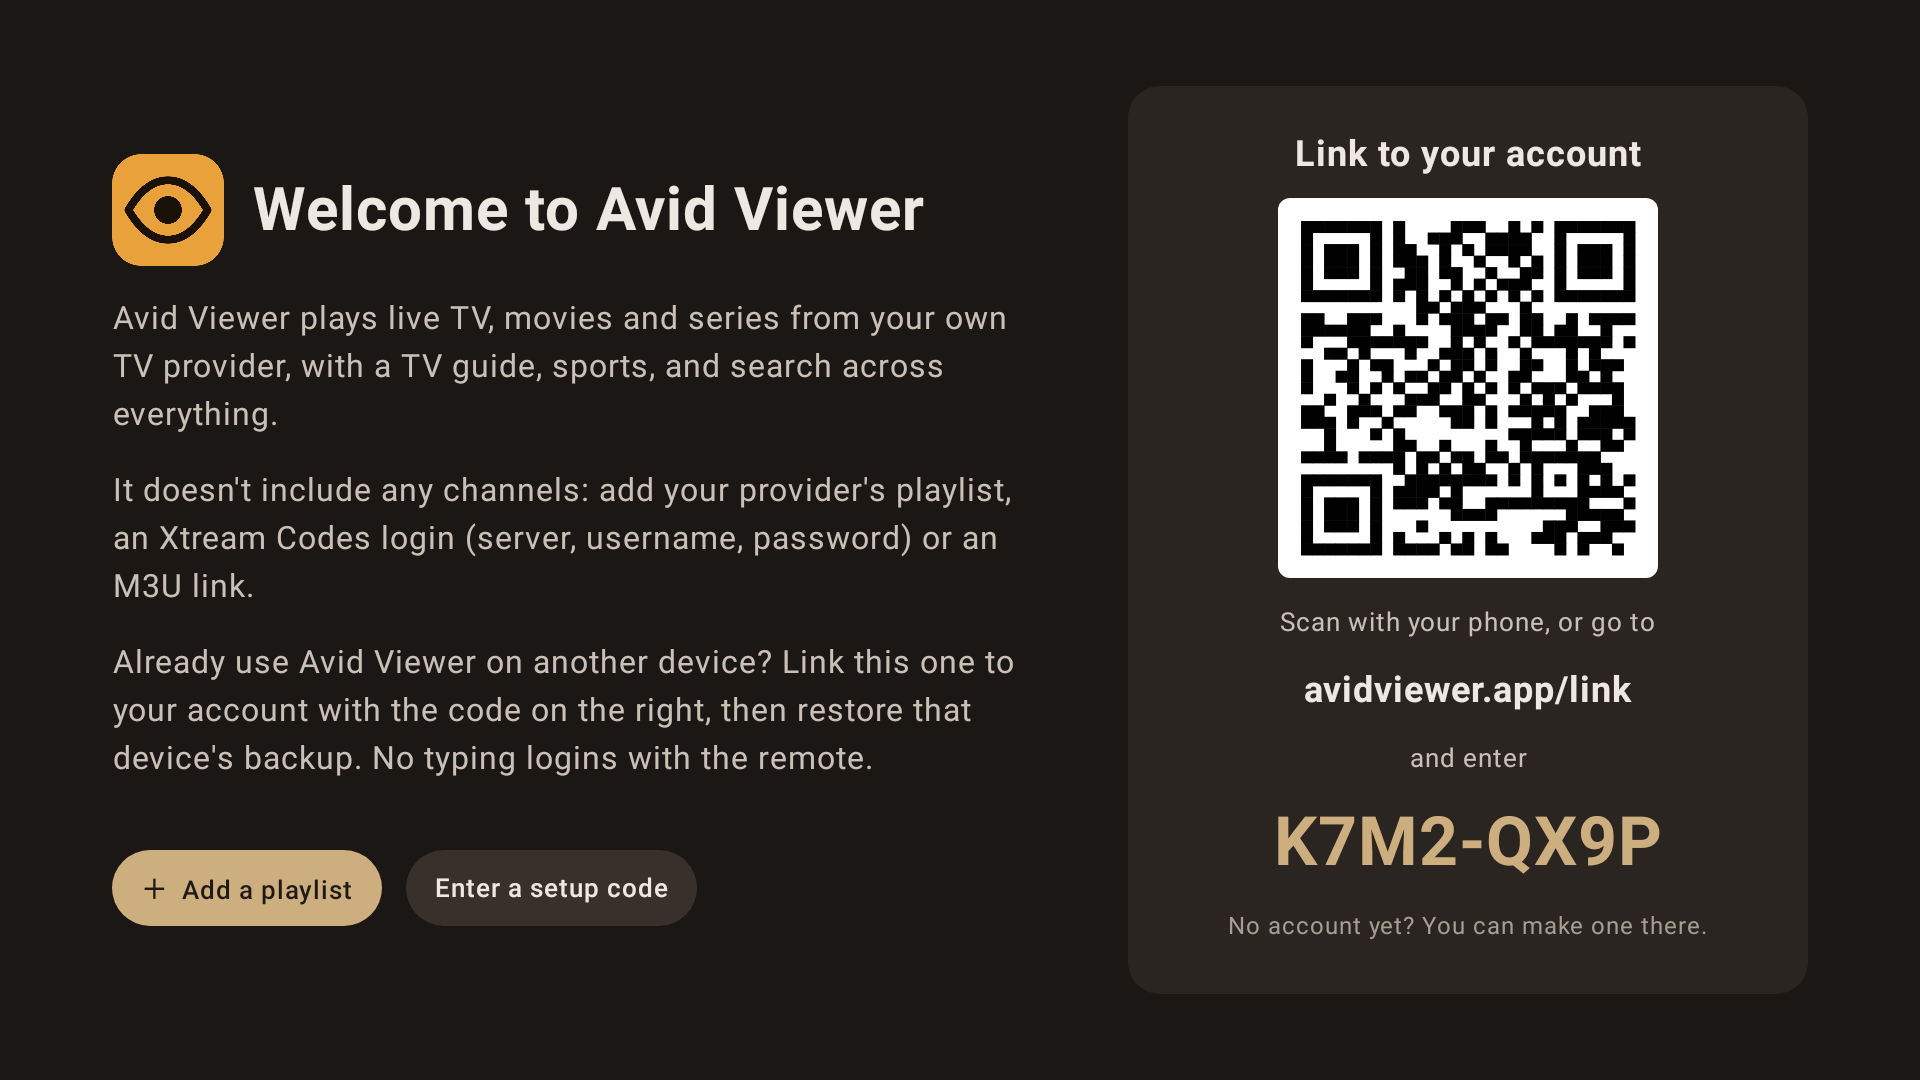 Welcome to Avid Viewer
Avid Viewer plays live TV, movies and series from your own
TV provider, with a TV guide, sports, and search across
everything.
It doesn't include any channels: add your provider's playlist,
an Xtream Codes login (server, username, password) or an
M3U link.
Already use Avid Viewer on another device? Link this one to
your account with the code on the right, then restore that
device's backup. No typing logins with the remote.
+ Add a playlist
Enter a setup code
Link to your account
Scan with your phone, or go to
avidviewer.app/link
and enter
K7M2-QX9P
No account yet? You can make one there.